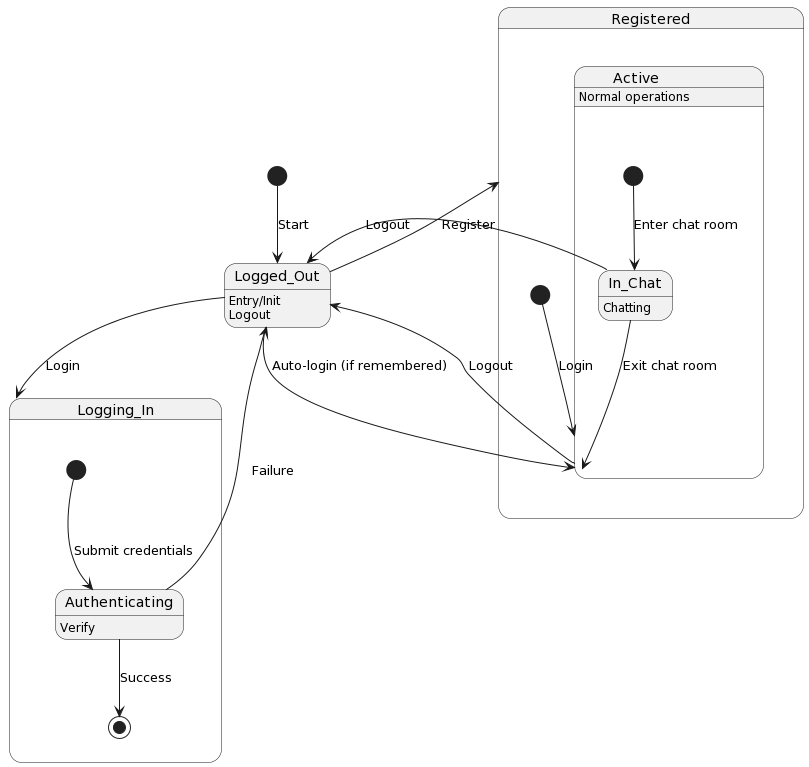 Registered
Active
Normal operations
Start
Logout
Register
Enter chat room
Logged_Out
Entry/Init
Logout
In_Chat
Chatting
Login
Auto-login (if remembered)
Logout
Login
Exit chat room
Logging_In
Failure
Submit credentials
Authenticating
Verify
Success